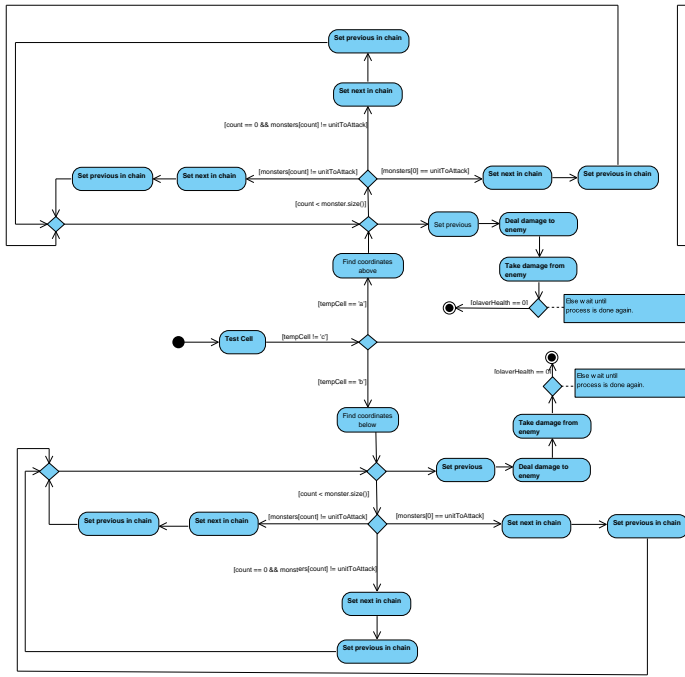 Set previous in chain
Set next in chain
[count == 0 && monsters[count] != unitToAttack]
[monsters[count] != unitToAttack]
[monsters[0] == unitToAttack]
Set previous in chain
Set next in chain
Set next in chain
Set previous in chain
[count < monster.size()]
Set previous
Deal damage to
enemy
Find coordinates
above
Take damage from
enemy
[tempCell == 'a']
[playerHealth == 0]
Else wait until
process is done again.
Test Cell
[tempCell != 'c']
[tempCell == 'b']
[playerHealth == 0]
Else wait until
process is done again.
Find coordinates
below
Take damage from
enemy
Set previous
Deal damage to
enemy
[count < monster.size()]
[monsters[count] != unitToAttack]
[monsters[0] == unitToAttack]
Set previous in chain
Set next in chain
Set next in chain
Set previous in chain
[count == 0 && monsters[count] != unitToAttack]
Set next in chain
Set previous in chain